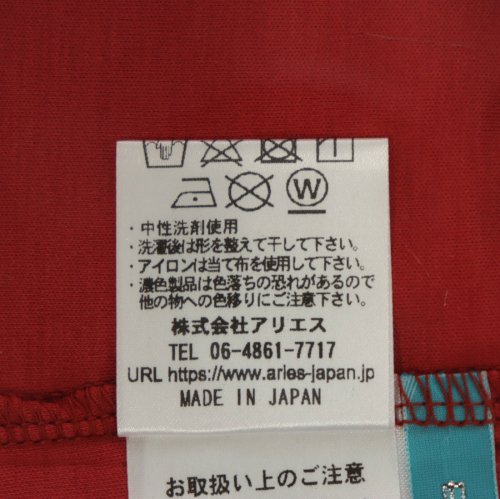 W
・中性洗剤使用
・洗濯後は形を整えて干して下さい。
・アイロンは当て布を使用して下さい。
・濃色製品は色落ちの恐れがあるので
他の物への色移りにご注意下さい。
株式会社アリエス
TEL 06-4861-7717
URL https://www.aries-japan.com/
MADE IN JAPAN
お取扱い上のご注意